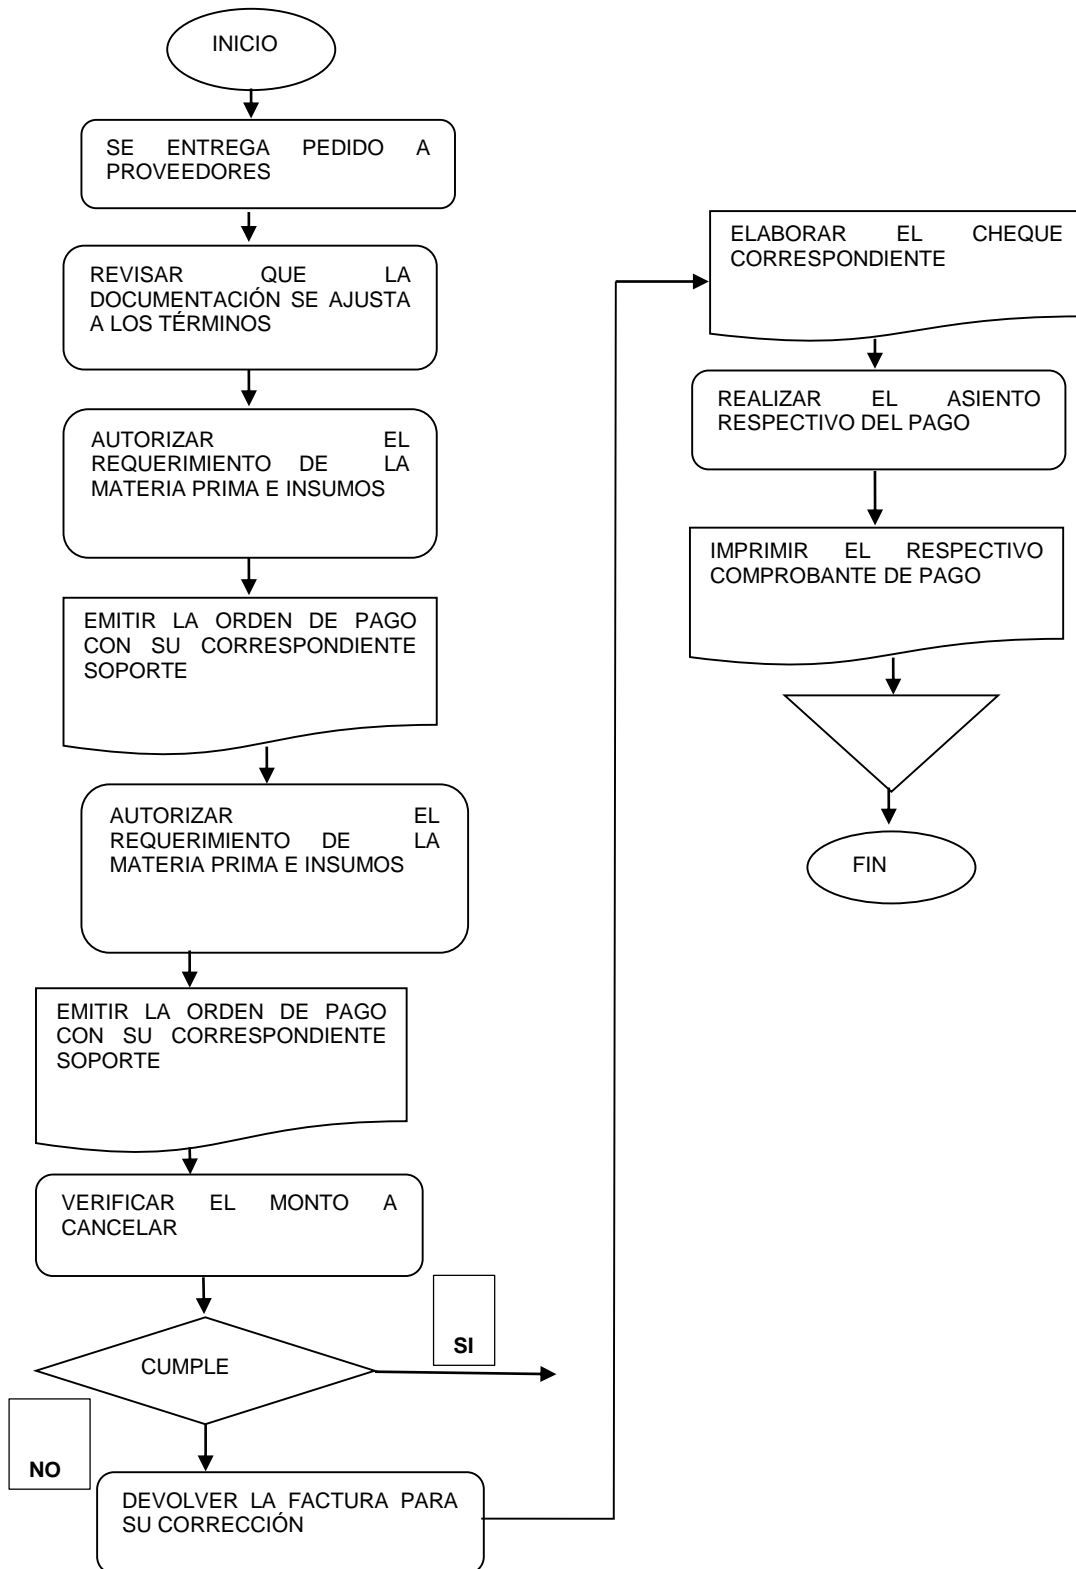 INICIO
SE ENTREGA PEDIDO A
PROVEEDORES
REVISAR QUE LA
DOCUMENTACIÓN SE AJUSTA
A LOS TÉRMINOS
AUTORIZAR EL
REQUERIMIENTO DE LA
MATERIA PRIMA E INSUMOS
EMITIR LA ORDEN DE PAGO
CON SU CORRESPONDIENTE
SOPORTE
AUTORIZAR EL
REQUERIMIENTO DE LA
MATERIA PRIMA E INSUMOS
EMITIR LA ORDEN DE PAGO
CON SU CORRESPONDIENTE
SOPORTE
VERIFICAR EL MONTO A
CANCELAR
CUMPLE
SI
NO
DEVOLVER LA FACTURA PARA
SU CORRECCIÓN
ELABORAR EL CHEQUE
CORRESPONDIENTE
REALIZAR EL ASIENTO
RESPECTIVO DEL PAGO
IMPRIMIR EL RESPECTIVO
COMPROBANTE DE PAGO
FIN